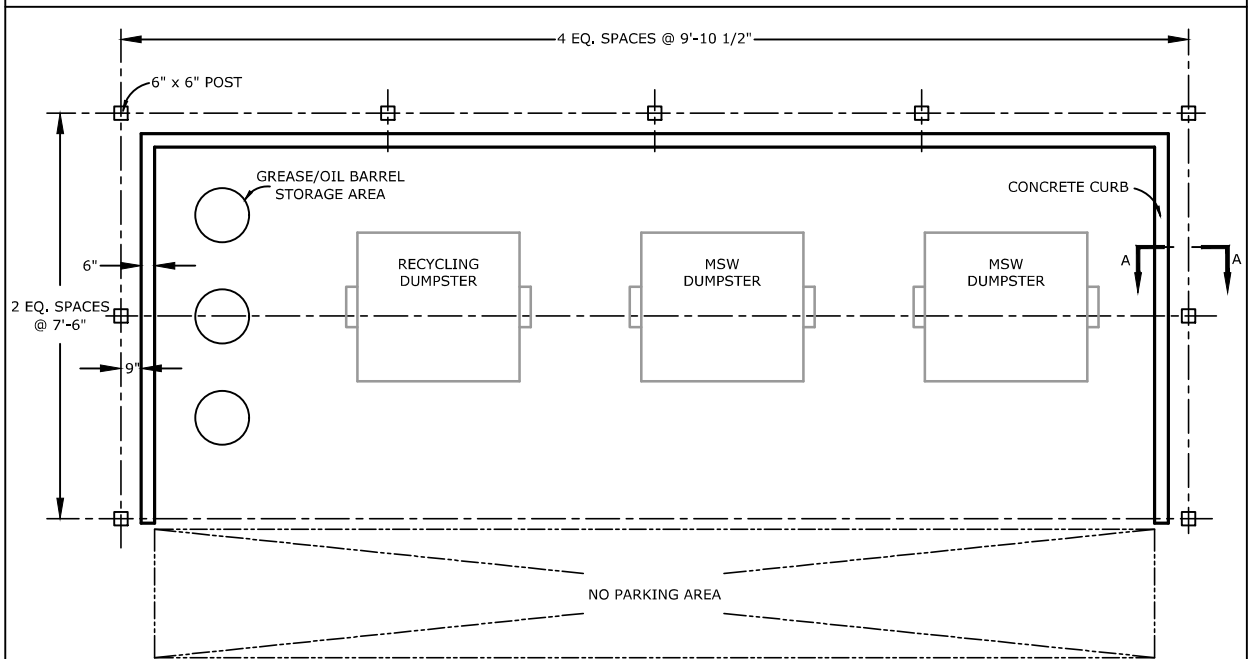 4 EQ. SPACES @ 9'-10 1/2"
6" x 6" POST
GREASE/OIL BARREL
STORAGE AREA
CONCRETE CURB
RECYCLING
DUMPSTER
MSW
DUMPSTER
MSW
DUMPSTER
A
A
6"
2 EQ. SPACES
@ 7'-6"
9"
NO PARKING AREA